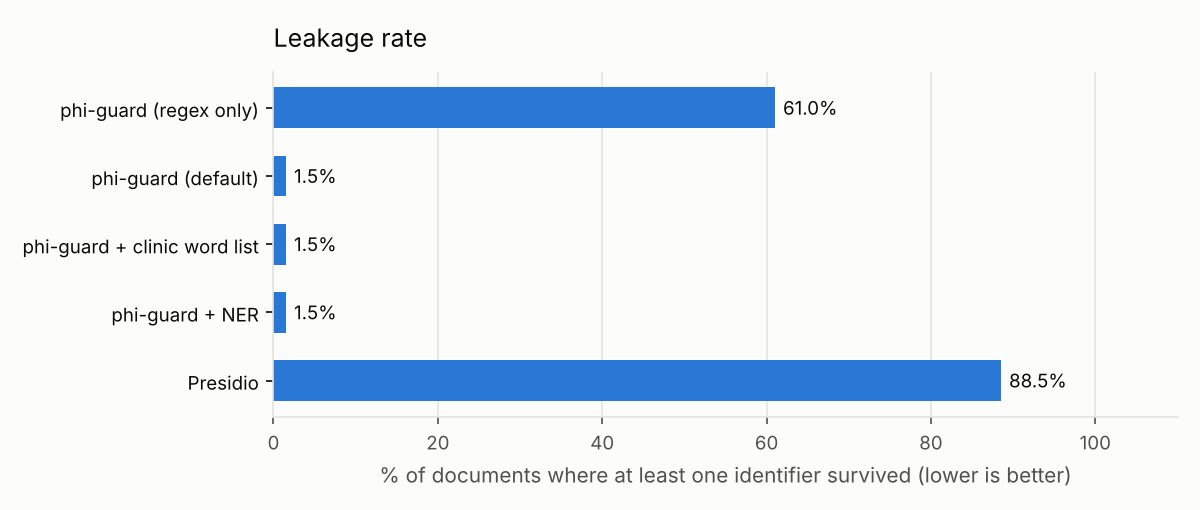 Leakage rate
phi-guard (regex only)
61.0%
phi-guard (default)
1.5%
phi-guard + clinic word list
1.5%
phi-guard + NER
1.5%
Presidio
88.5%
0 20 40 60 80 100
% of documents where at least one identifier survived (lower is better)